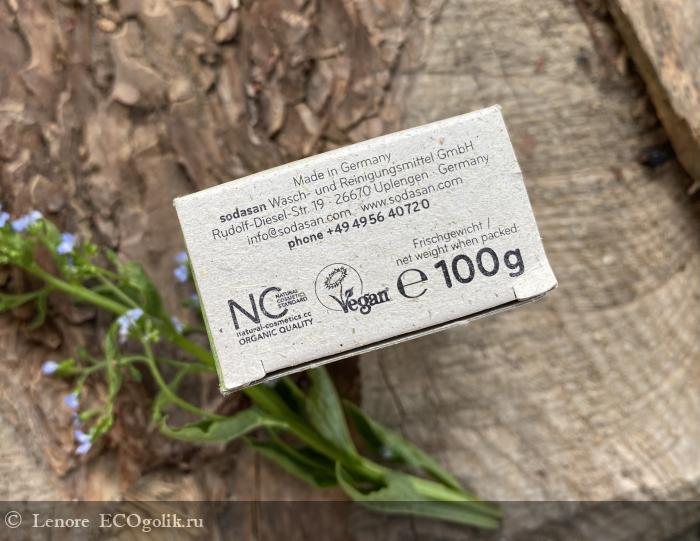 Made in Germany
sodasan Wasch- und Reinigungsmittel GmbH
Rudolf-Diesel-Str. 19 · 26670 Uplengen · Germany
info@sodasan.com · www.sodasan.com
phone +49 4956 40720
Frischgewicht /
net weight when packed:
NC NATURAL
COSMETICS
STANDARD
natural-cosmetics.cc
ORGANIC QUALITY
Vegan
℮ 100g
© Lenore ECOgolik.ru